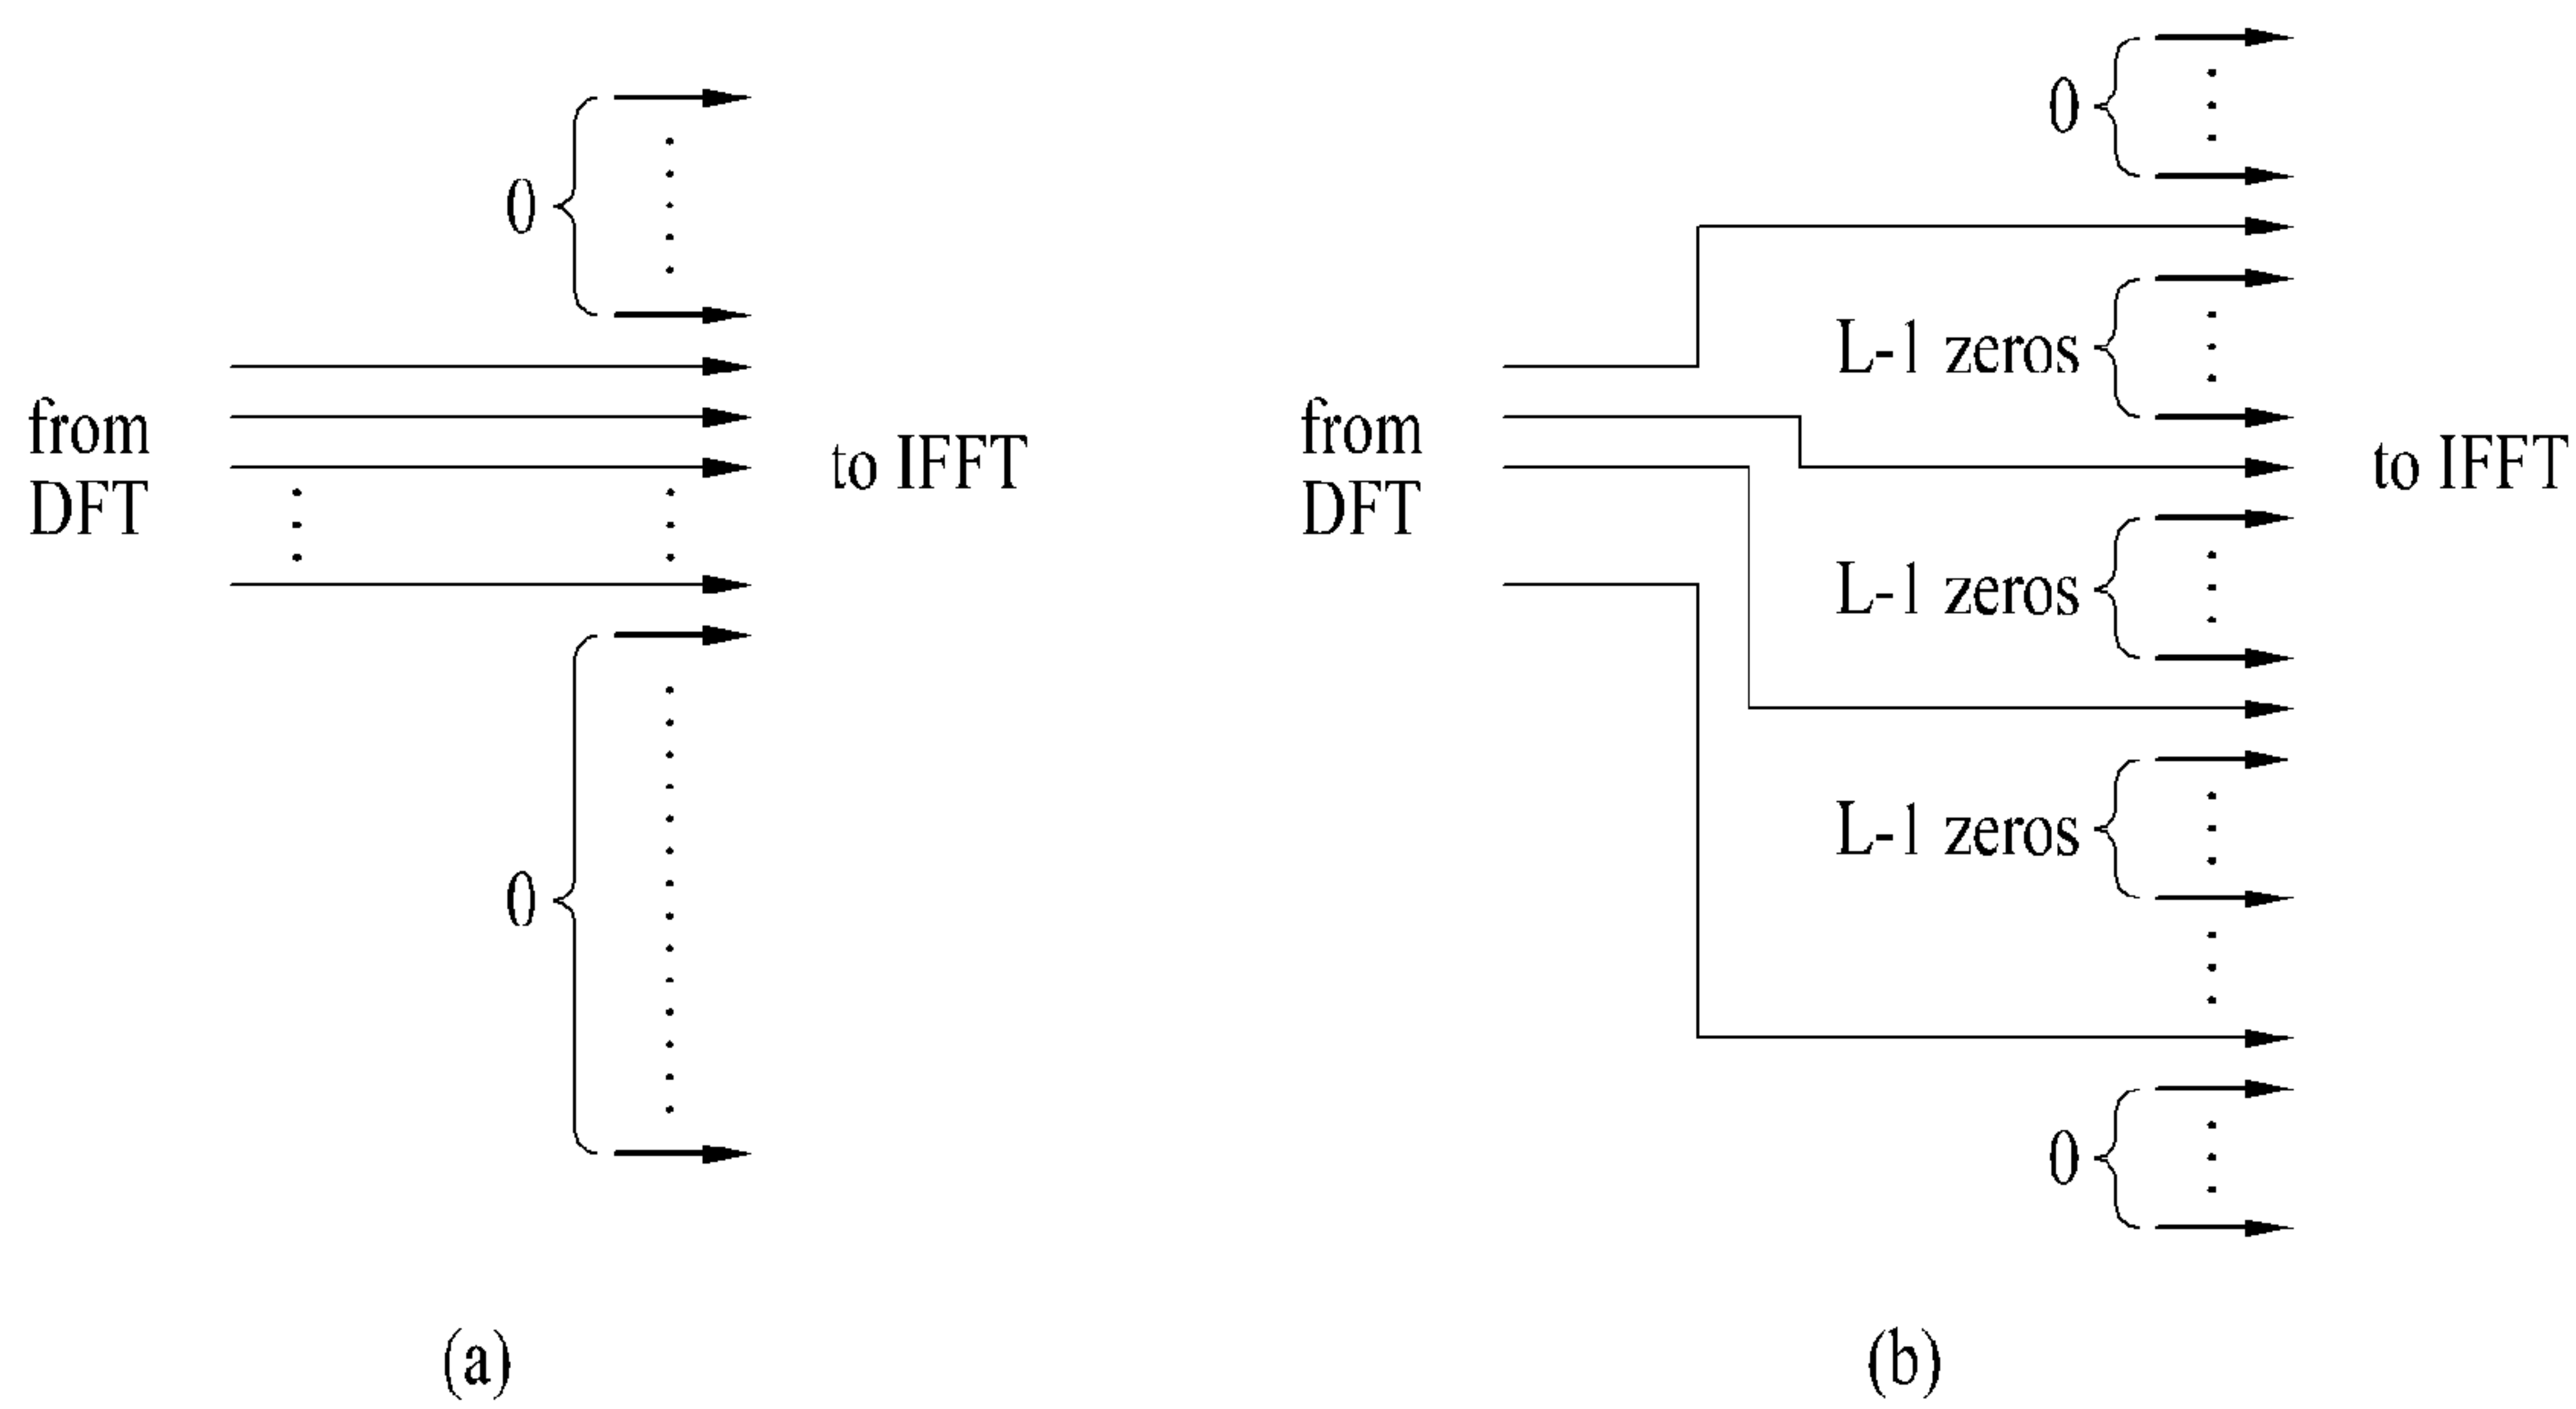 0
from
DFT
to IFFT
0
(a)
0
L-1 zeros
from
DFT
to IFFT
L-1 zeros
L-1 zeros
0
(b)